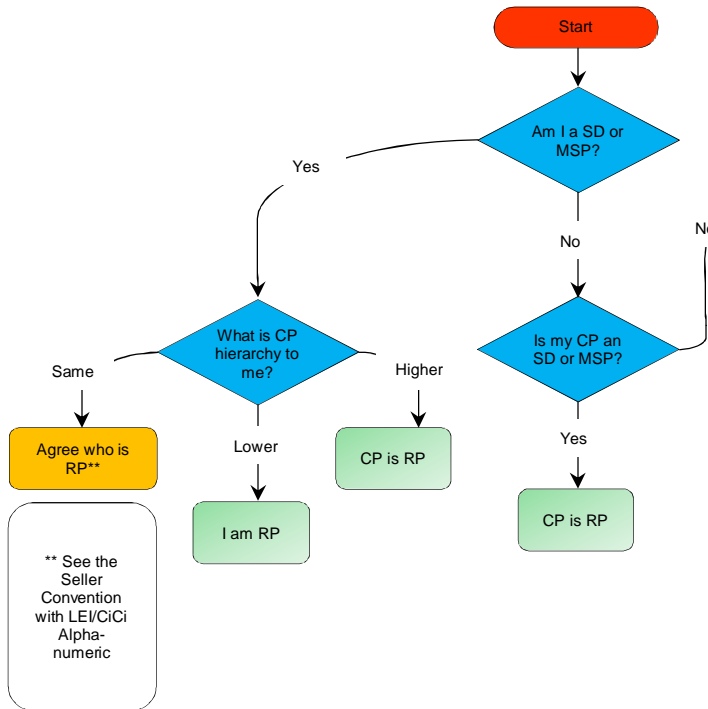 Start
Am I a SD or
MSP?
Yes
No
What is CP
hierarchy to
me?
Is my CP an
SD or MSP?
Same
Higher
Lower
Yes
Agree who is
RP**
CP is RP
I am RP
CP is RP
** See the
Seller
Convention
with LEI/CiCi
Alpha-
numeric